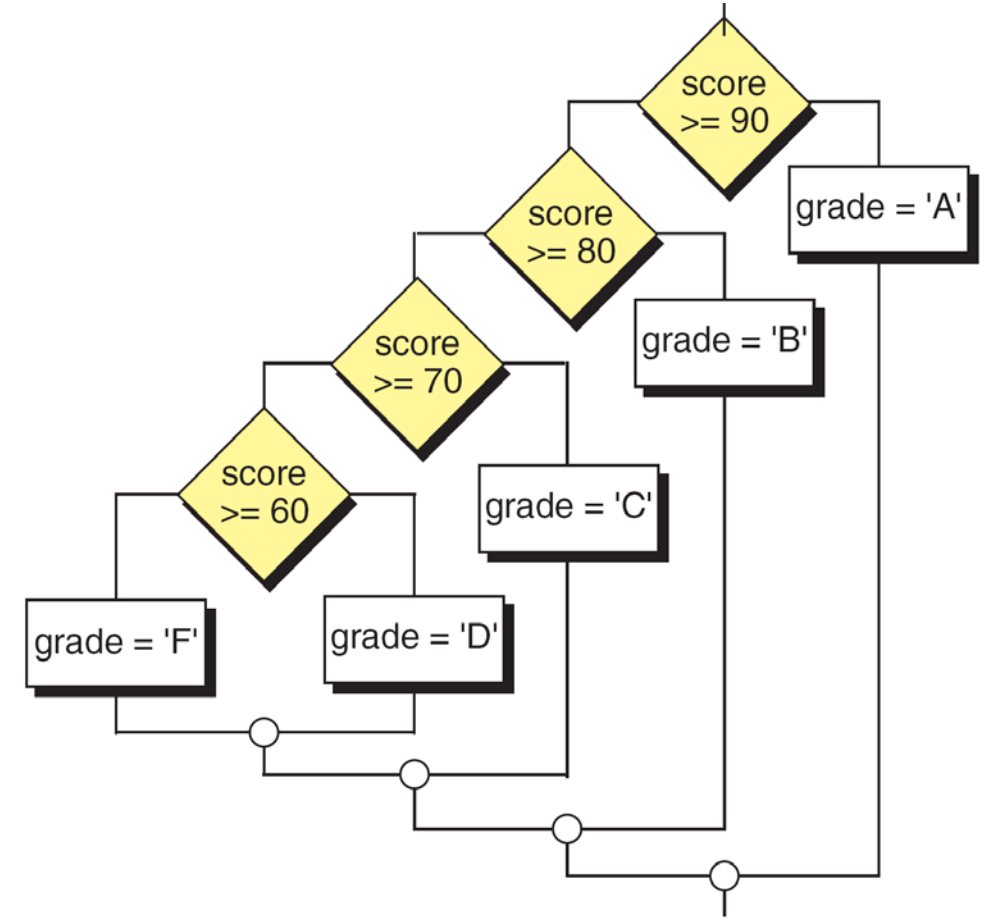 score
>= 90
grade = 'A'
score
>= 80
grade = 'B'
score
>= 70
grade = 'C'
score
>= 60
grade = 'F'
grade = 'D'